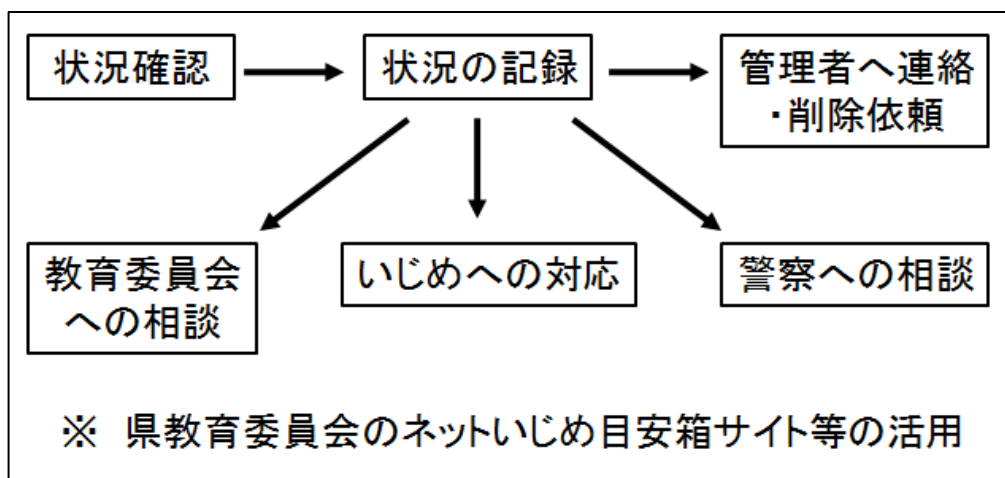 状況確認
状況の記録
管理者へ連絡
・削除依頼
教育委員会
への相談
いじめへの対応
警察への相談
※ 県教育委員会のネットいじめ目安箱サイト等の活用